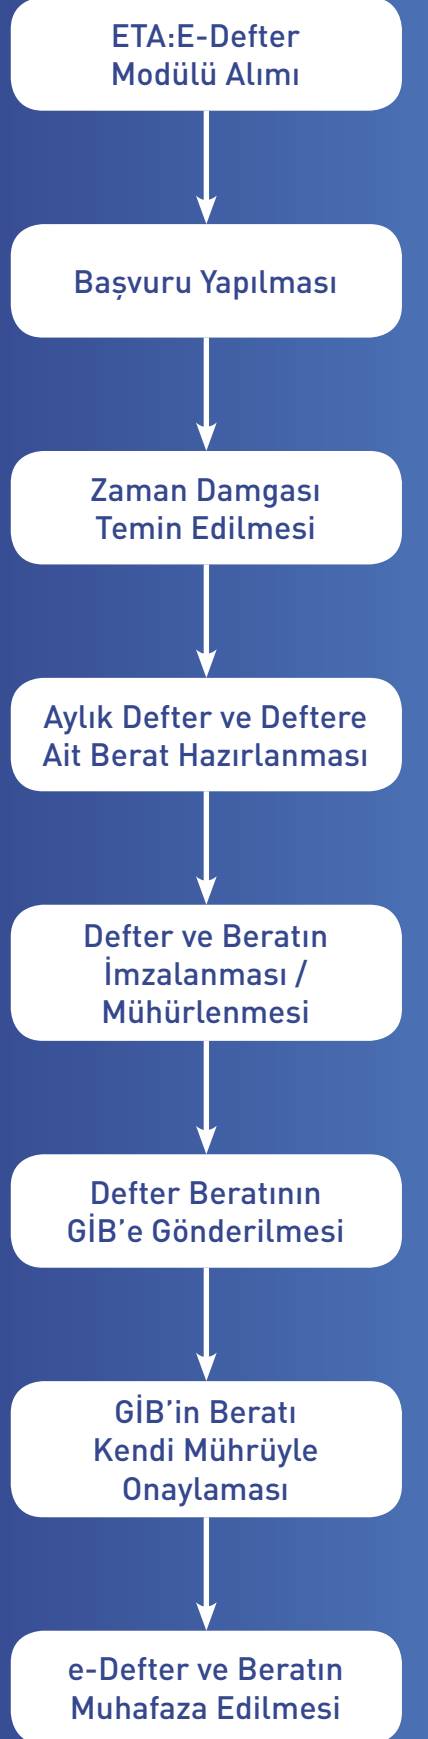 ETA:E-Defter
Modülü Alımı
Başvuru Yapılması
Zaman Damgası
Temin Edilmesi
Aylık Defter ve Deftere
Ait Berat Hazırlanması
Defter ve Beratın
İmzalanması /
Mühürlenmesi
Defter Beratının
GİB’e Gönderilmesi
GİB’in Beratı
Kendi Mührüyle
Onaylaması
e-Defter ve Beratın
Muhafaza Edilmesi